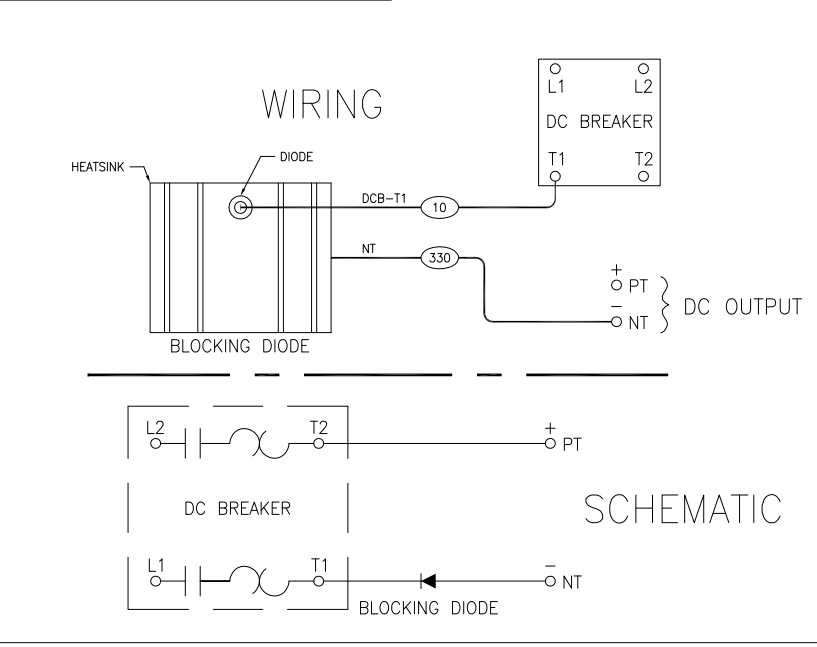 WIRING
L1 L2
DC BREAKER
T1 T2
HEATSINK
DIODE
DCB-T1 10
NT 330
+
PT
-
NT
DC OUTPUT
BLOCKING DIODE
L2 T2
+
PT
DC BREAKER
SCHEMATIC
L1 T1
-
NT
BLOCKING DIODE